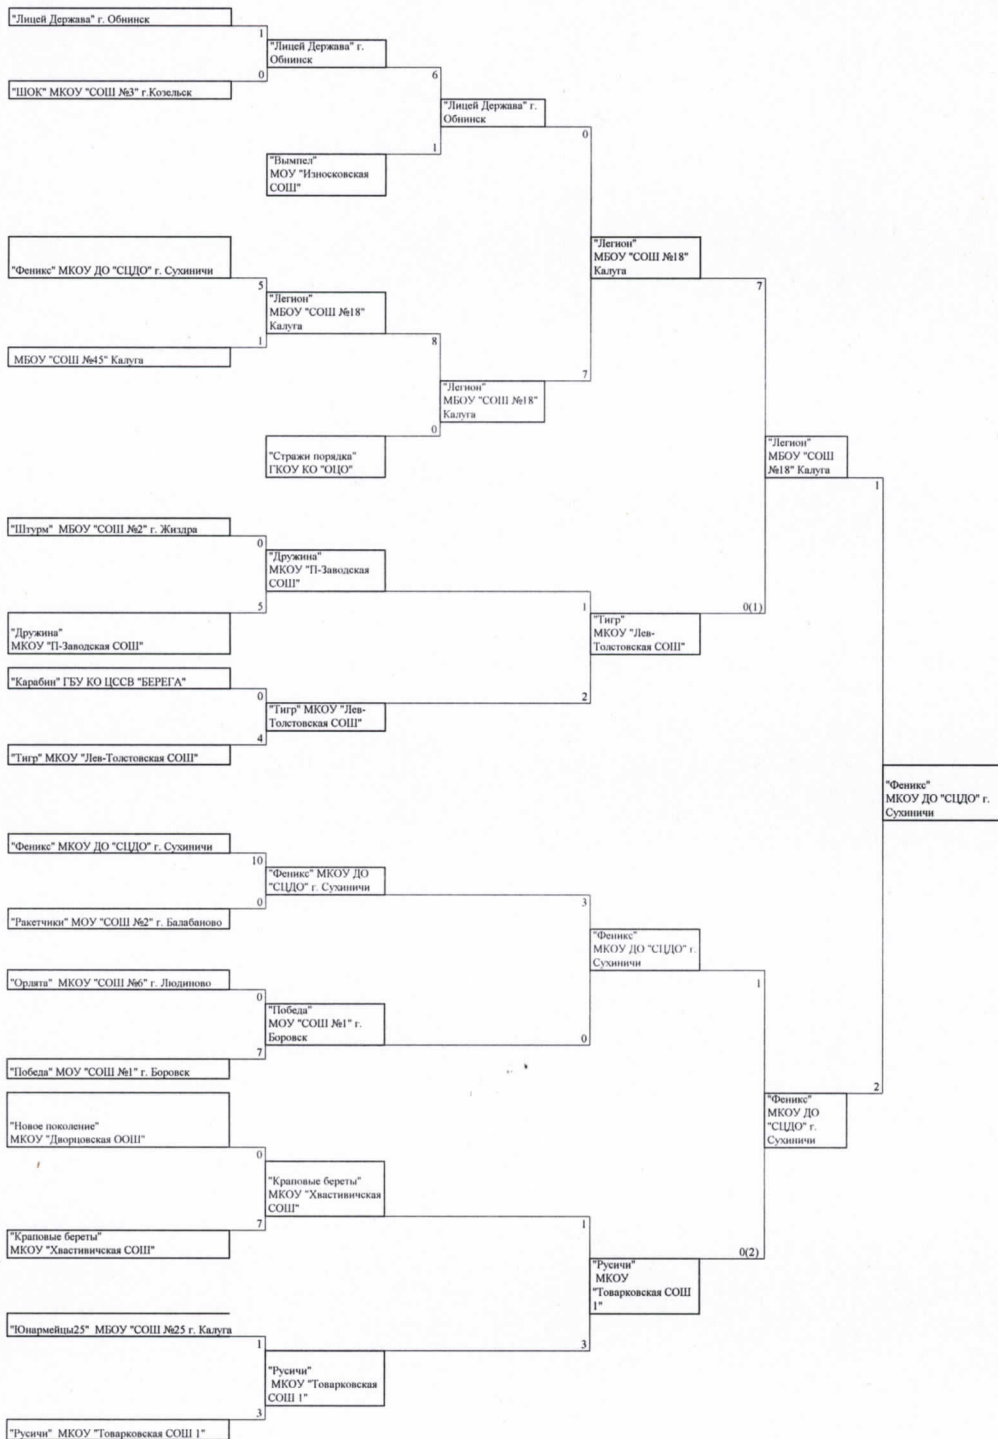 "Лицей Держава" г. Обнинск
1
"Лицей Держава" г.
Обнинск
0
6
"ШОК" МКОУ "СОШ №3" г.Козельск
"Лицей Держава" г.
Обнинск
0
1
"Вымпел"
МОУ "Износковская
СОШ"
"Легион"
МБОУ "СОШ №18"
Калуга
"Феникс" МКОУ ДО "СЦДО" г. Сухиничи
5
7
"Легион"
МБОУ "СОШ №18"
Калуга
1
8
МБОУ "СОШ №45" Калуга
7
"Легион"
МБОУ "СОШ №18"
Калуга
0
"Стражи порядка"
ГКОУ КО "ОЦО"
"Легион"
МБОУ "СОШ
№18" Калуга
1
"Штурм" МБОУ "СОШ №2" г. Жиздра
0
"Дружина"
МКОУ "П-Заводская
СОШ"
5
1
0(1)
"Тигр"
МКОУ "Лев-
Толстовская СОШ"
"Дружина"
МКОУ "П-Заводская СОШ"
"Карабин" ГБУ КО ЦССВ "БЕРЕГА"
0
2
"Тигр" МКОУ "Лев-
Толстовская СОШ"
4
"Тигр" МКОУ "Лев-Толстовская СОШ"
"Феникс"
МКОУ ДО "СЦДО" г.
Сухиничи
"Феникс" МКОУ ДО "СЦДО" г. Сухиничи
10
"Феникс" МКОУ ДО
"СЦДО" г. Сухиничи
0
3
"Ракетчики" МОУ "СОШ №2" г. Балабаново
"Феникс"
МКОУ ДО "СЦДО" г.
Сухиничи
"Орлята" МКОУ "СОШ №6" г. Людиново
1
0
"Победа"
МОУ "СОШ №1" г.
Боровск
0
7
"Победа" МОУ "СОШ №1" г. Боровск
2
"Феникс"
МКОУ ДО
"СЦДО" г.
Сухиничи
"Новое поколение"
МКОУ "Дворцовская ООШ"
0
"Краповые береты"
МКОУ "Хвастивичская
СОШ"
7
1
"Краповые береты"
МКОУ "Хвастивичская СОШ"
0(2)
"Русичи"
МКОУ
"Товарковская СОШ
1"
"Юнармейцы25" МБОУ "СОШ №25 г. Калуга
1
3
"Русичи"
МКОУ "Товарковская
СОШ 1"
3
"Русичи" МКОУ "Товарковская СОШ 1"